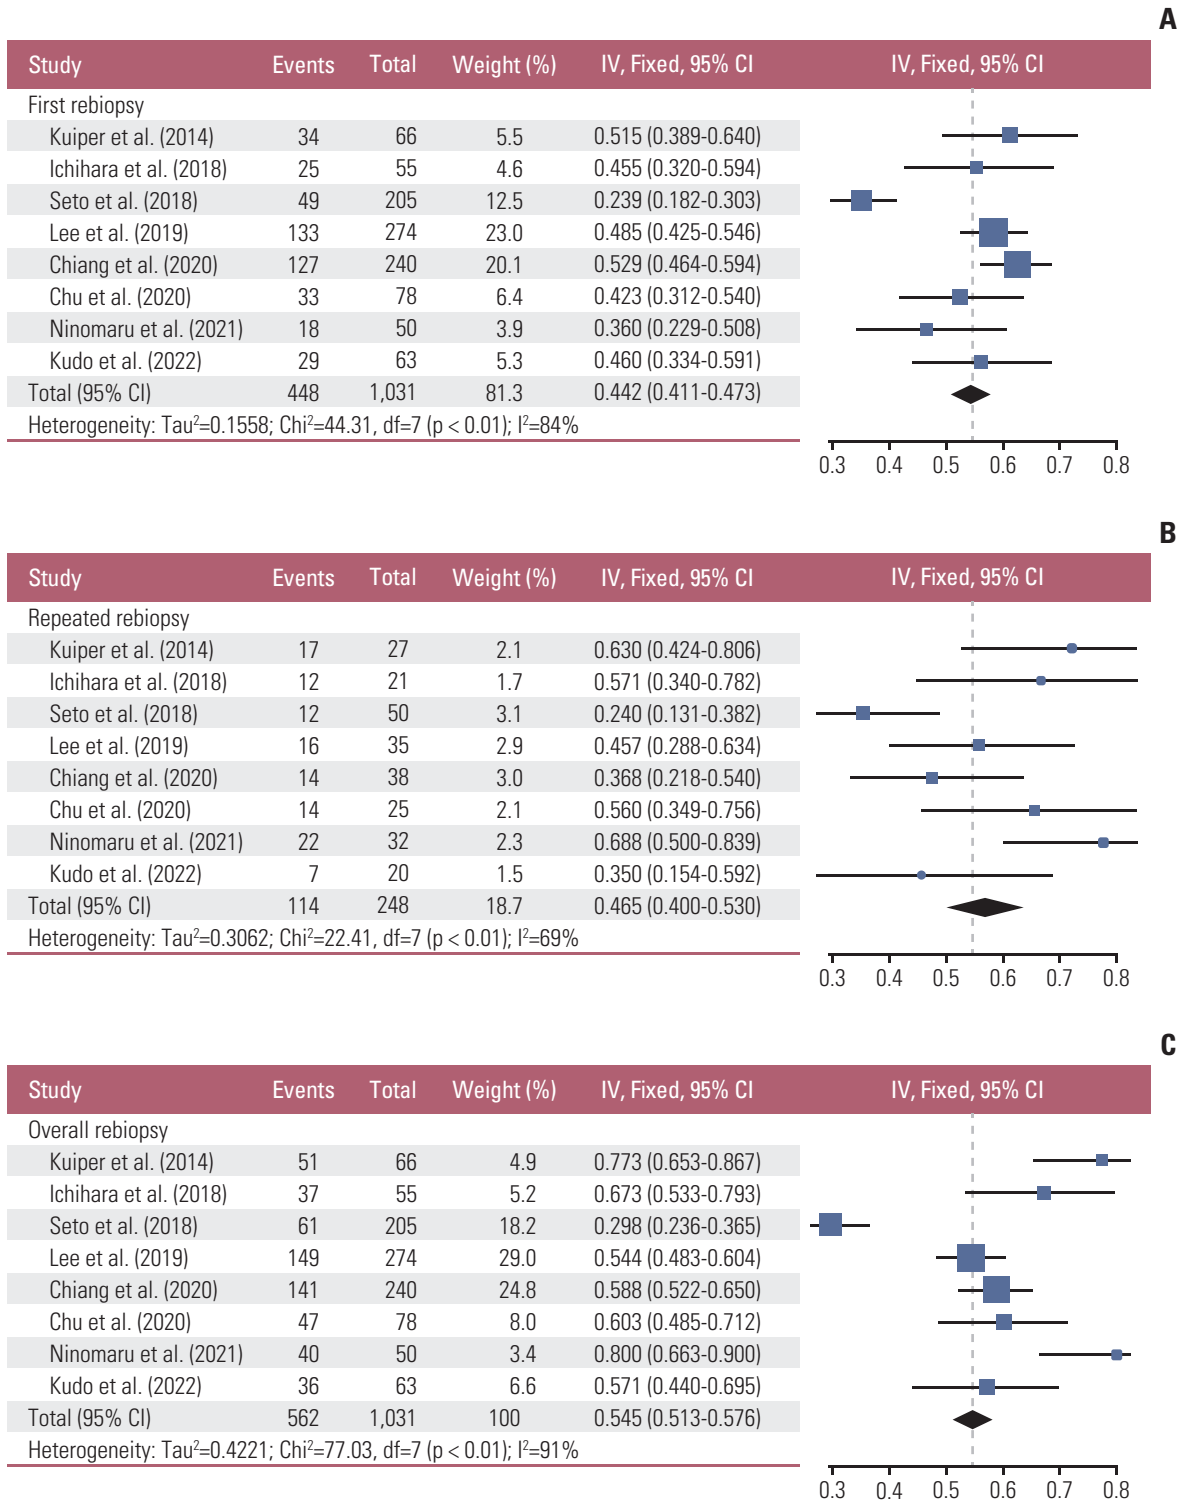 A
Study Events Total Weight (%) IV, Fixed, 95% CI IV, Fixed, 95% CI
First rebiopsy
Kuiper et al. (2014) 34 66 5.5 0.515 (0.389-0.640)
Ichihara et al. (2018) 25 55 4.6 0.455 (0.320-0.594)
Seto et al. (2018) 49 205 12.5 0.239 (0.182-0.303)
Lee et al. (2019) 133 274 23.0 0.485 (0.425-0.546)
Chiang et al. (2020) 127 240 20.1 0.529 (0.464-0.594)
Chu et al. (2020) 33 78 6.4 0.423 (0.312-0.540)
Ninomaru et al. (2021) 18 50 3.9 0.360 (0.229-0.508)
Kudo et al. (2022) 29 63 5.3 0.460 (0.334-0.591)
Total (95% CI) 448 1,031 81.3 0.442 (0.411-0.473)
Heterogeneity: Tau²=0.1558; Chi²=44.31, df=7 (p < 0.01); I²=84%
0.3 0.4 0.5 0.6 0.7 0.8
B
Study Events Total Weight (%) IV, Fixed, 95% CI IV, Fixed, 95% CI
Repeated rebiopsy
Kuiper et al. (2014) 17 27 2.1 0.630 (0.424-0.806)
Ichihara et al. (2018) 12 21 1.7 0.571 (0.340-0.782)
Seto et al. (2018) 12 50 3.1 0.240 (0.131-0.382)
Lee et al. (2019) 16 35 2.9 0.457 (0.288-0.634)
Chiang et al. (2020) 14 38 3.0 0.368 (0.218-0.540)
Chu et al. (2020) 14 25 2.1 0.560 (0.349-0.756)
Ninomaru et al. (2021) 22 32 2.3 0.688 (0.500-0.839)
Kudo et al. (2022) 7 20 1.5 0.350 (0.154-0.592)
Total (95% CI) 114 248 18.7 0.465 (0.400-0.530)
Heterogeneity: Tau²=0.3062; Chi²=22.41, df=7 (p < 0.01); I²=69%
0.3 0.4 0.5 0.6 0.7 0.8
C
Study Events Total Weight (%) IV, Fixed, 95% CI IV, Fixed, 95% CI
Overall rebiopsy
Kuiper et al. (2014) 51 66 4.9 0.773 (0.653-0.867)
Ichihara et al. (2018) 37 55 5.2 0.673 (0.533-0.793)
Seto et al. (2018) 61 205 18.2 0.298 (0.236-0.365)
Lee et al. (2019) 149 274 29.0 0.544 (0.483-0.604)
Chiang et al. (2020) 141 240 24.8 0.588 (0.522-0.650)
Chu et al. (2020) 47 78 8.0 0.603 (0.485-0.712)
Ninomaru et al. (2021) 40 50 3.4 0.800 (0.663-0.900)
Kudo et al. (2022) 36 63 6.6 0.571 (0.440-0.695)
Total (95% CI) 562 1,031 100 0.545 (0.513-0.576)
Heterogeneity: Tau²=0.4221; Chi²=77.03, df=7 (p < 0.01); I²=91%
0.3 0.4 0.5 0.6 0.7 0.8